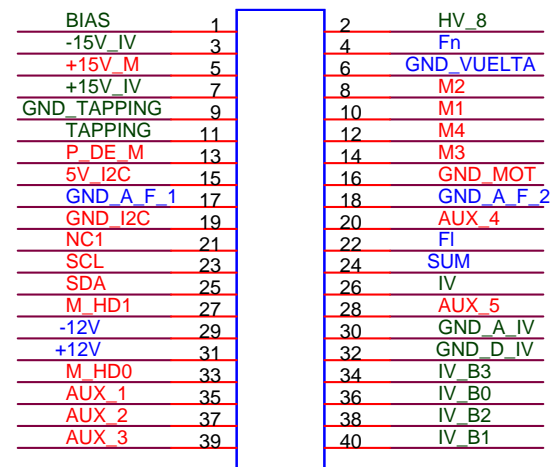 BIAS 1 2 HV_8
-15V_IV 3 4 Fn
+15V_M 5 6 GND_VUELTA
+15V_IV 7 8 M2
GND_TAPPING 9 10 M1
TAPPING 11 12 M4
P_DE_M 13 14 M3
5V_I2C 15 16 GND_MOT
GND_A_F_1 17 18 GND_A_F_2
GND_I2C 19 20 AUX_4
NC1 21 22 FI
SCL 23 24 SUM
SDA 25 26 IV
M_HD1 27 28 AUX_5
-12V 29 30 GND_A_IV
+12V 31 32 GND_D_IV
M_HD0 33 34 IV_B3
AUX_1 35 36 IV_B0
AUX_2 37 38 IV_B2
AUX_3 39 40 IV_B1